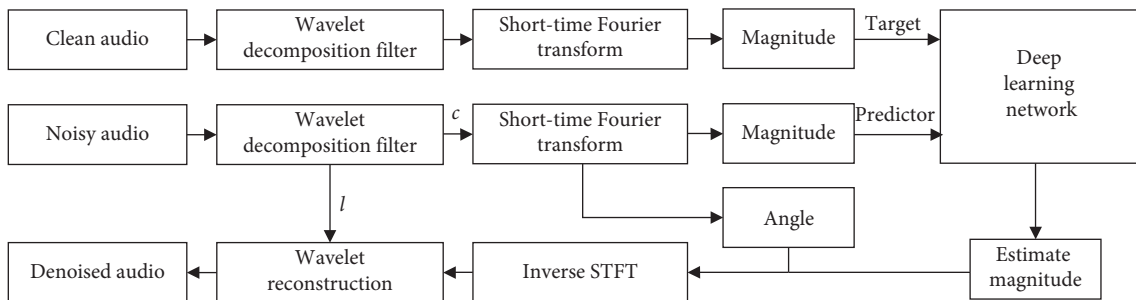 Clean audio
Wavelet
decomposition filter
Short-time Fourier
transform
Magnitude
Target
Deep
learning
network
Noisy audio
Wavelet
decomposition filter
c
Short-time Fourier
transform
Magnitude
Predictor
l
Angle
Denoised audio
Wavelet
reconstruction
Inverse STFT
Estimate
magnitude